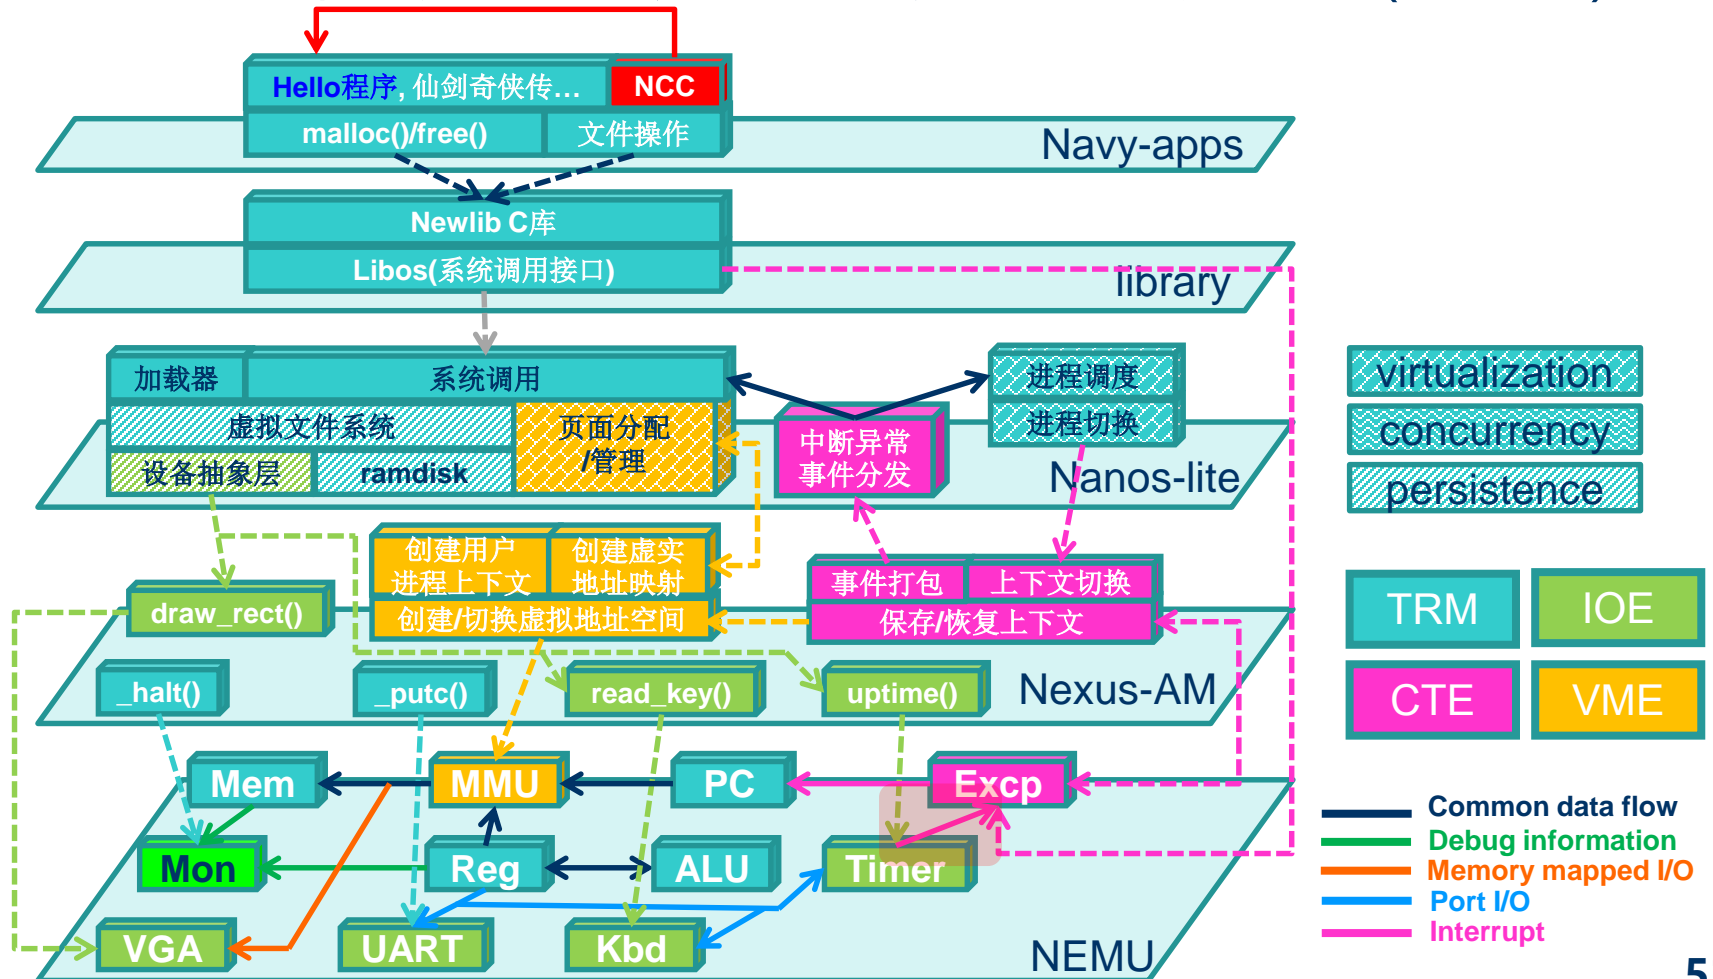 Hello程序, 仙剑奇侠传…
NCC
malloc()/free()
文件操作
Navy-apps
Newlib C库
Libos(系统调用接口)
library
加载器
系统调用
进程调度
virtualization
虚拟文件系统
页面分配
/管理
中断异常
事件分发
进程切换
concurrency
设备抽象层
ramdisk
Nanos-lite
persistence
创建用户
进程上下文
创建虚实
地址映射
事件打包
上下文切换
draw_rect()
创建/切换虚拟地址空间
保存/恢复上下文
TRM
IOE
_halt()
_putc()
read_key()
uptime()
Nexus-AM
CTE
VME
Mem
MMU
PC
Excp
Mon
Reg
ALU
Timer
VGA
UART
Kbd
NEMU
Common data flow
Debug information
Memory mapped I/O
Port I/O
Interrupt
5